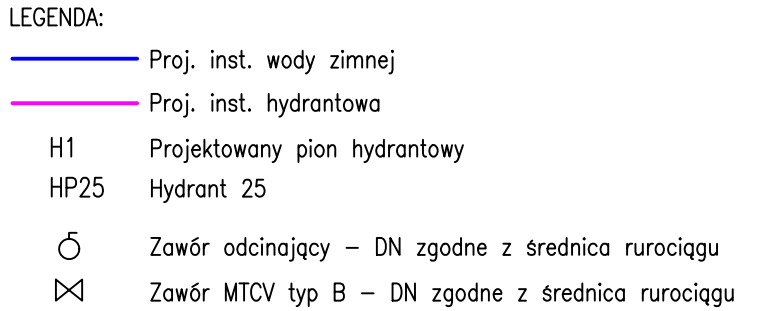 LEGENDA:
Proj. inst. wody zimnej
Proj. inst. hydrantowa
H1 Projektowany pion hydrantowy
HP25 Hydrant 25
Zawór odcinający – DN zgodne z średnica rurociągu
Zawór MTCV typ B – DN zgodne z średnica rurociągu